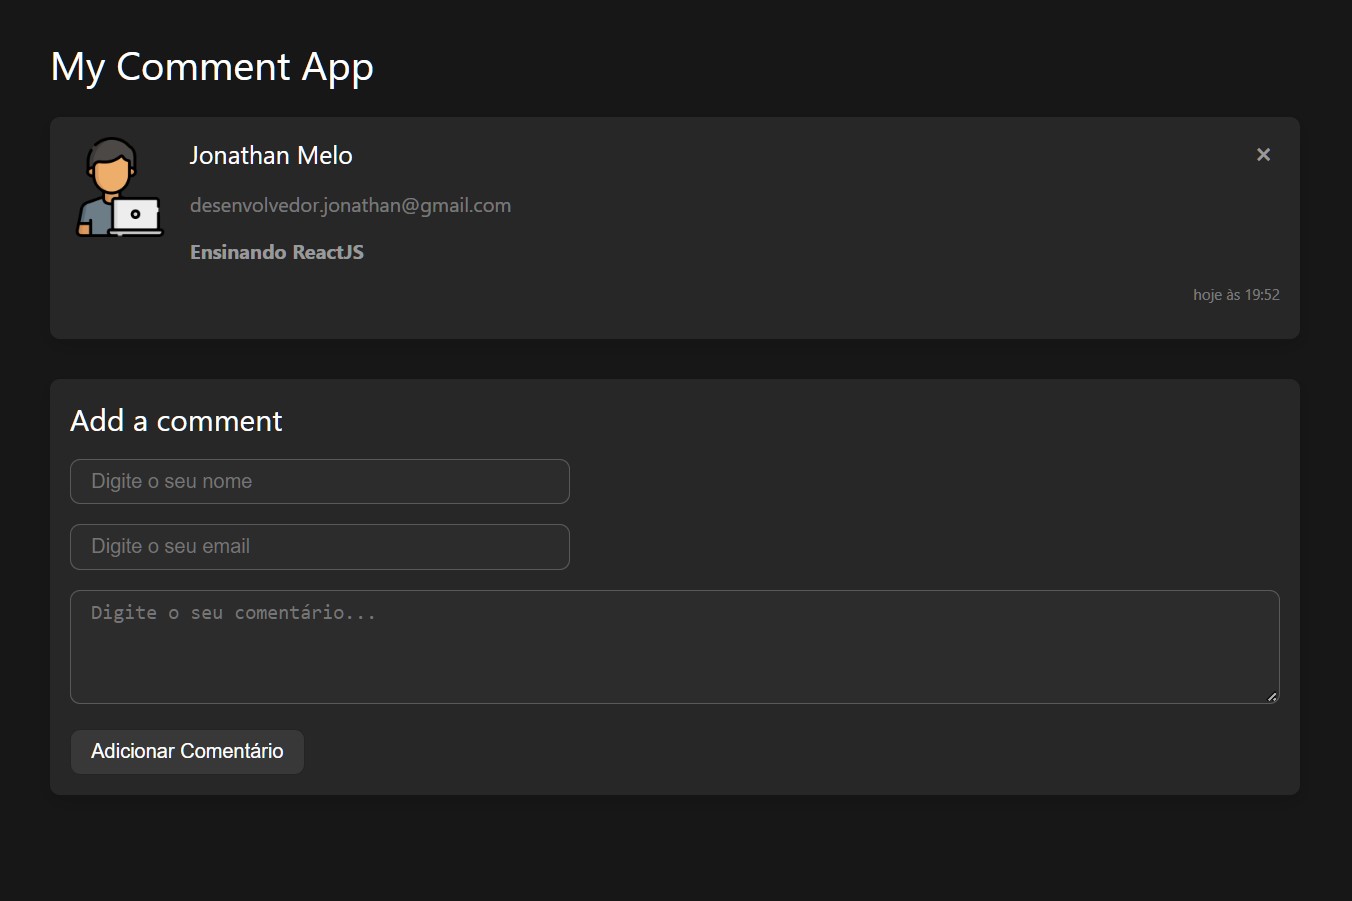 My Comment App
Jonathan Melo
×
desenvolvedor.jonathan@gmail.com
Ensinando ReactJS
hoje às 19:52
Add a comment
Digite o seu nome
Digite o seu email
Digite o seu comentário...
Adicionar Comentário